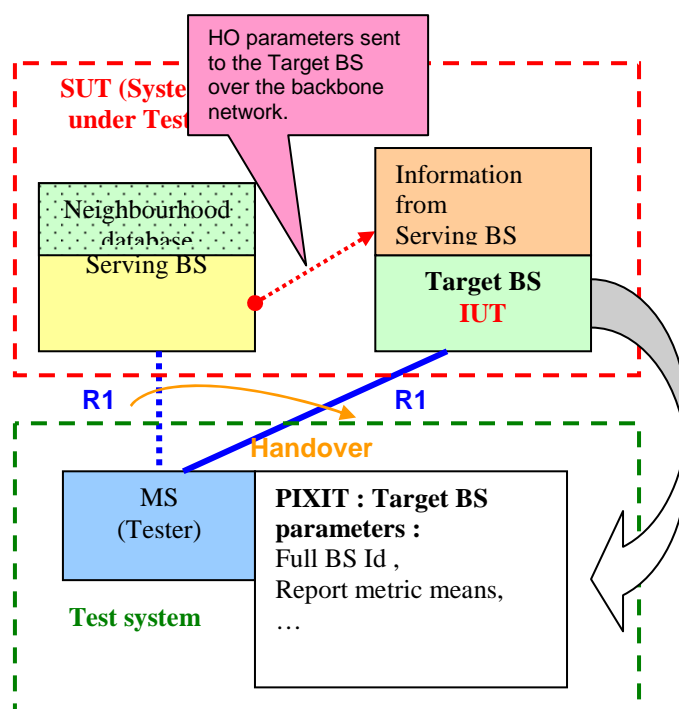 HO parameters sent
to the Target BS
over the backbone
network.
SUT
under Test
Neighbourhood
database
Serving BS
Information
from
Serving BS
Target BS
IUT
R1
R1
Handover
MS
(Tester)
PIXIT : Target BS
parameters :
Full BS Id ,
Report metric means,
…
Test system